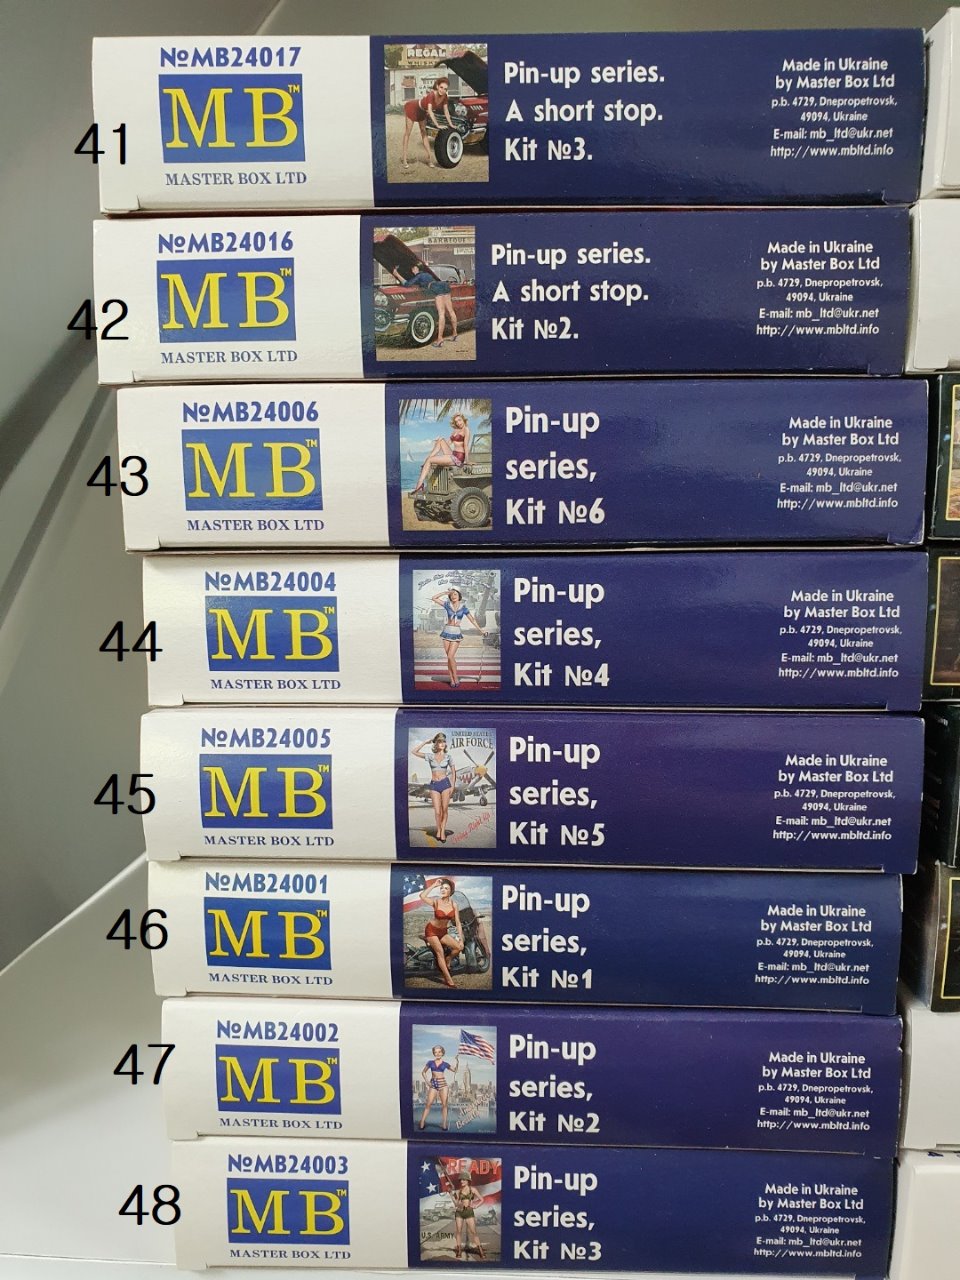 41
№MB24017
MB™
MASTER BOX LTD
REGAL
Pin-up series.
A short stop.
Kit №3.
Made in Ukraine
by Master Box Ltd
p.b. 4729, Dnepropetrovsk,
49094, Ukraine
E-mail: mb_ltd@ukr.net
http://www.mbltd.info
42
№MB24016
MB™
MASTER BOX LTD
BARBEQUE
Pin-up series.
A short stop.
Kit №2.
Made in Ukraine
by Master Box Ltd
p.b. 4729, Dnepropetrovsk,
49094, Ukraine
E-mail: mb_ltd@ukr.net
http://www.mbltd.info
43
№MB24006
MB™
MASTER BOX LTD
Pin-up
series,
Kit №6
Made in Ukraine
by Master Box Ltd
p.b. 4729, Dnepropetrovsk,
49094, Ukraine
E-mail: mb_ltd@ukr.net
http://www.mbltd.info
44
№MB24004
MB™
MASTER BOX LTD
Pin-up
series,
Kit №4
Made in Ukraine
by Master Box Ltd
p.b. 4729, Dnepropetrovsk,
49094, Ukraine
E-mail: mb_ltd@ukr.net
http://www.mbltd.info
45
№MB24005
MB™
MASTER BOX LTD
UNITED STATES
AIR FORCE
Pin-up
series,
Kit №5
Made in Ukraine
by Master Box Ltd
p.b. 4729, Dnepropetrovsk,
49094, Ukraine
E-mail: mb_ltd@ukr.net
http://www.mbltd.info
46
№MB24001
MB™
MASTER BOX LTD
Pin-up
series,
Kit №1
Made in Ukraine
by Master Box Ltd
p.b. 4729, Dnepropetrovsk,
49094, Ukraine
E-mail: mb_ltd@ukr.net
http://www.mbltd.info
47
№MB24002
MB™
MASTER BOX LTD
Pin-up
series,
Kit №2
Made in Ukraine
by Master Box Ltd
p.b. 4729, Dnepropetrovsk,
49094, Ukraine
E-mail: mb_ltd@ukr.net
http://www.mbltd.info
48
№MB24003
MB™
MASTER BOX LTD
READY
U.S. ARMY
Pin-up
series,
Kit №3
Made in Ukraine
by Master Box Ltd
p.b. 4729, Dnepropetrovsk,
49094, Ukraine
E-mail: mb_ltd@ukr.net
http://www.mbltd.info